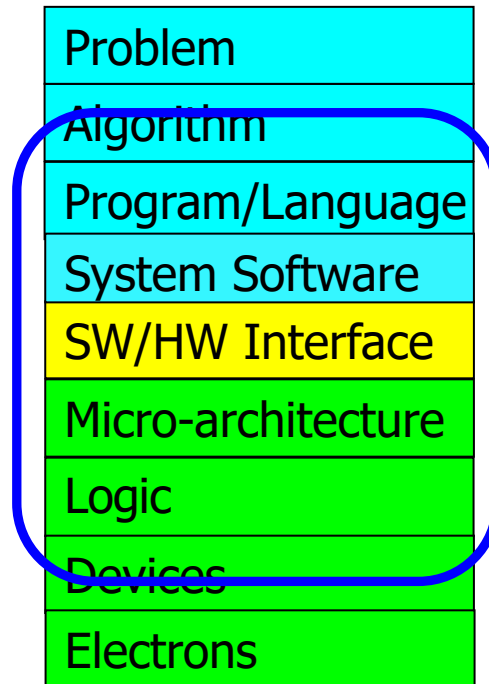 Problem
Algorithm
Program/Language
System Software
SW/HW Interface
Micro-architecture
Logic
Devices
Electrons